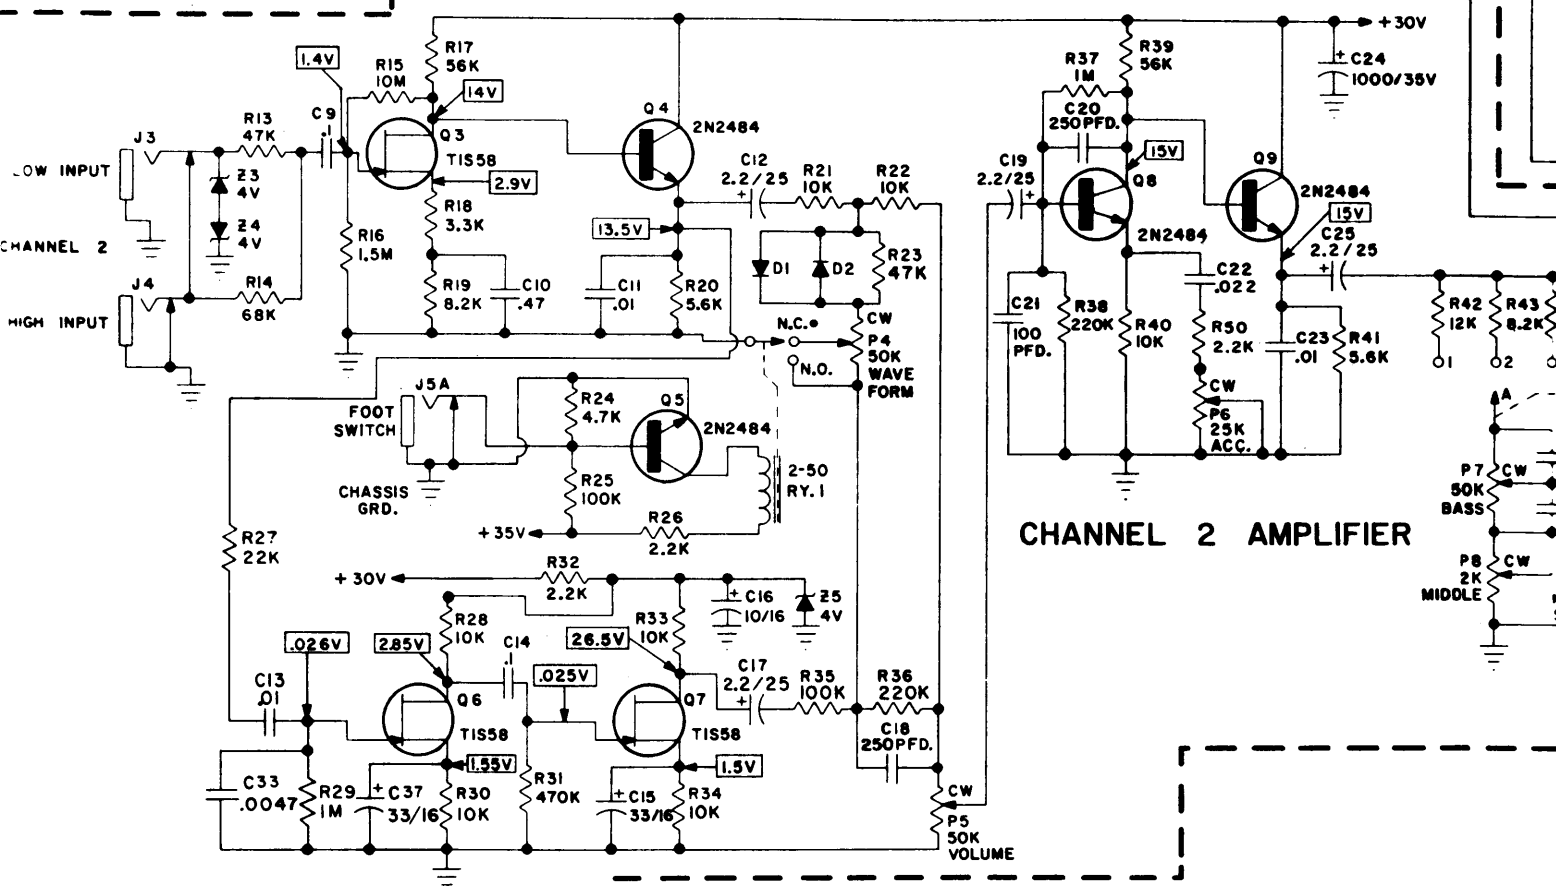 +30V
R17
56K
R15
10M
1.4V
14V
C9
.1
R13
47K
J3
LOW INPUT
Z3
4V
Z4
4V
CHANNEL 2
J4
HIGH INPUT
R14
68K
R16
1.5M
Q3
TIS58
2.9V
R18
3.3K
R19
8.2K
C10
.47
Q4
2N2484
13.5V
C11
.01
R20
5.6K
C12
2.2/25
R21
10K
R22
10K
D1
D2
R23
47K
N.C.
N.O.
CW
P4
50K
WAVE
FORM
J5A
FOOT
SWITCH
CHASSIS
GRD.
R24
4.7K
Q5
2N2484
R25
100K
+35V
R26
2.2K
2-50
RY.1
R27
22K
+30V
R32
2.2K
R28
10K
C14
.1
2.85V
.026V
C13
.01
Q6
TIS58
1.55V
C33
.0047
R29
1M
C37
33/16
R30
10K
R31
470K
.025V
26.5V
R33
10K
C16
10/16
Z5
4V
Q7
TIS58
1.5V
C15
33/16
R34
10K
C17
2.2/25
R35
100K
R36
220K
C18
250PFD.
CW
P5
50K
VOLUME
R37
1M
R39
56K
C20
250PFD.
C19
2.2/25
15V
Q8
2N2484
C21
100
PFD.
R38
220K
R40
10K
C22
.022
R50
2.2K
CW
P6
25K
ACC.
Q9
2N2484
15V
C25
2.2/25
C23
.01
R41
5.6K
C24
1000/35V
R42
12K
R43
8.2K
1
2
A
P7
50K
BASS
CW
P8
2K
MIDDLE
CW
CHANNEL 2 AMPLIFIER